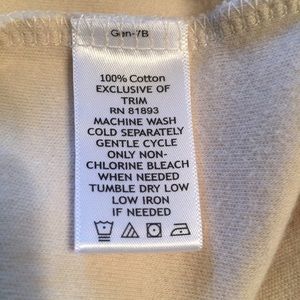 Gen-7B
100% Cotton
EXCLUSIVE OF
TRIM
RN 81893
MACHINE WASH
COLD SEPARATELY
GENTLE CYCLE
ONLY NON-
CHLORINE BLEACH
WHEN NEEDED
TUMBLE DRY LOW
LOW IRON
IF NEEDED